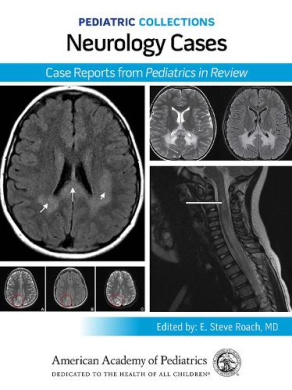 PEDIATRIC COLLECTIONS
Neurology Cases
Case Reports from Pediatrics in Review
A
B
C
Edited by: E. Steve Roach, MD
American Academy of Pediatrics
DEDICATED TO THE HEALTH OF ALL CHILDREN®